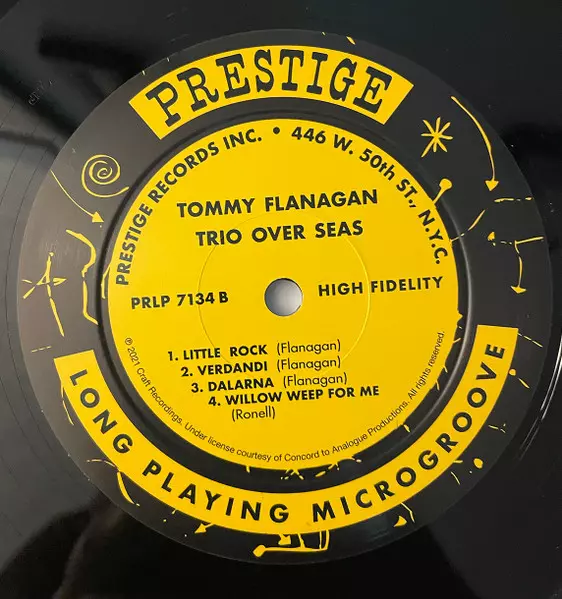 PRESTIGE
PRESTIGE RECORDS INC. • 446 W. 50th ST., N.Y.C.
TOMMY FLANAGAN
TRIO OVER SEAS
PRLP 7134 B
HIGH FIDELITY
1. LITTLE ROCK (Flanagan)
2. VERDANDI (Flanagan)
3. DALARNA (Flanagan)
4. WILLOW WEEP FOR ME
(Ronell)
℗ 2021 Craft Recordings. Under license courtesy of Concord to Analogue Productions. All rights reserved.
LONG PLAYING MICROGROOVE